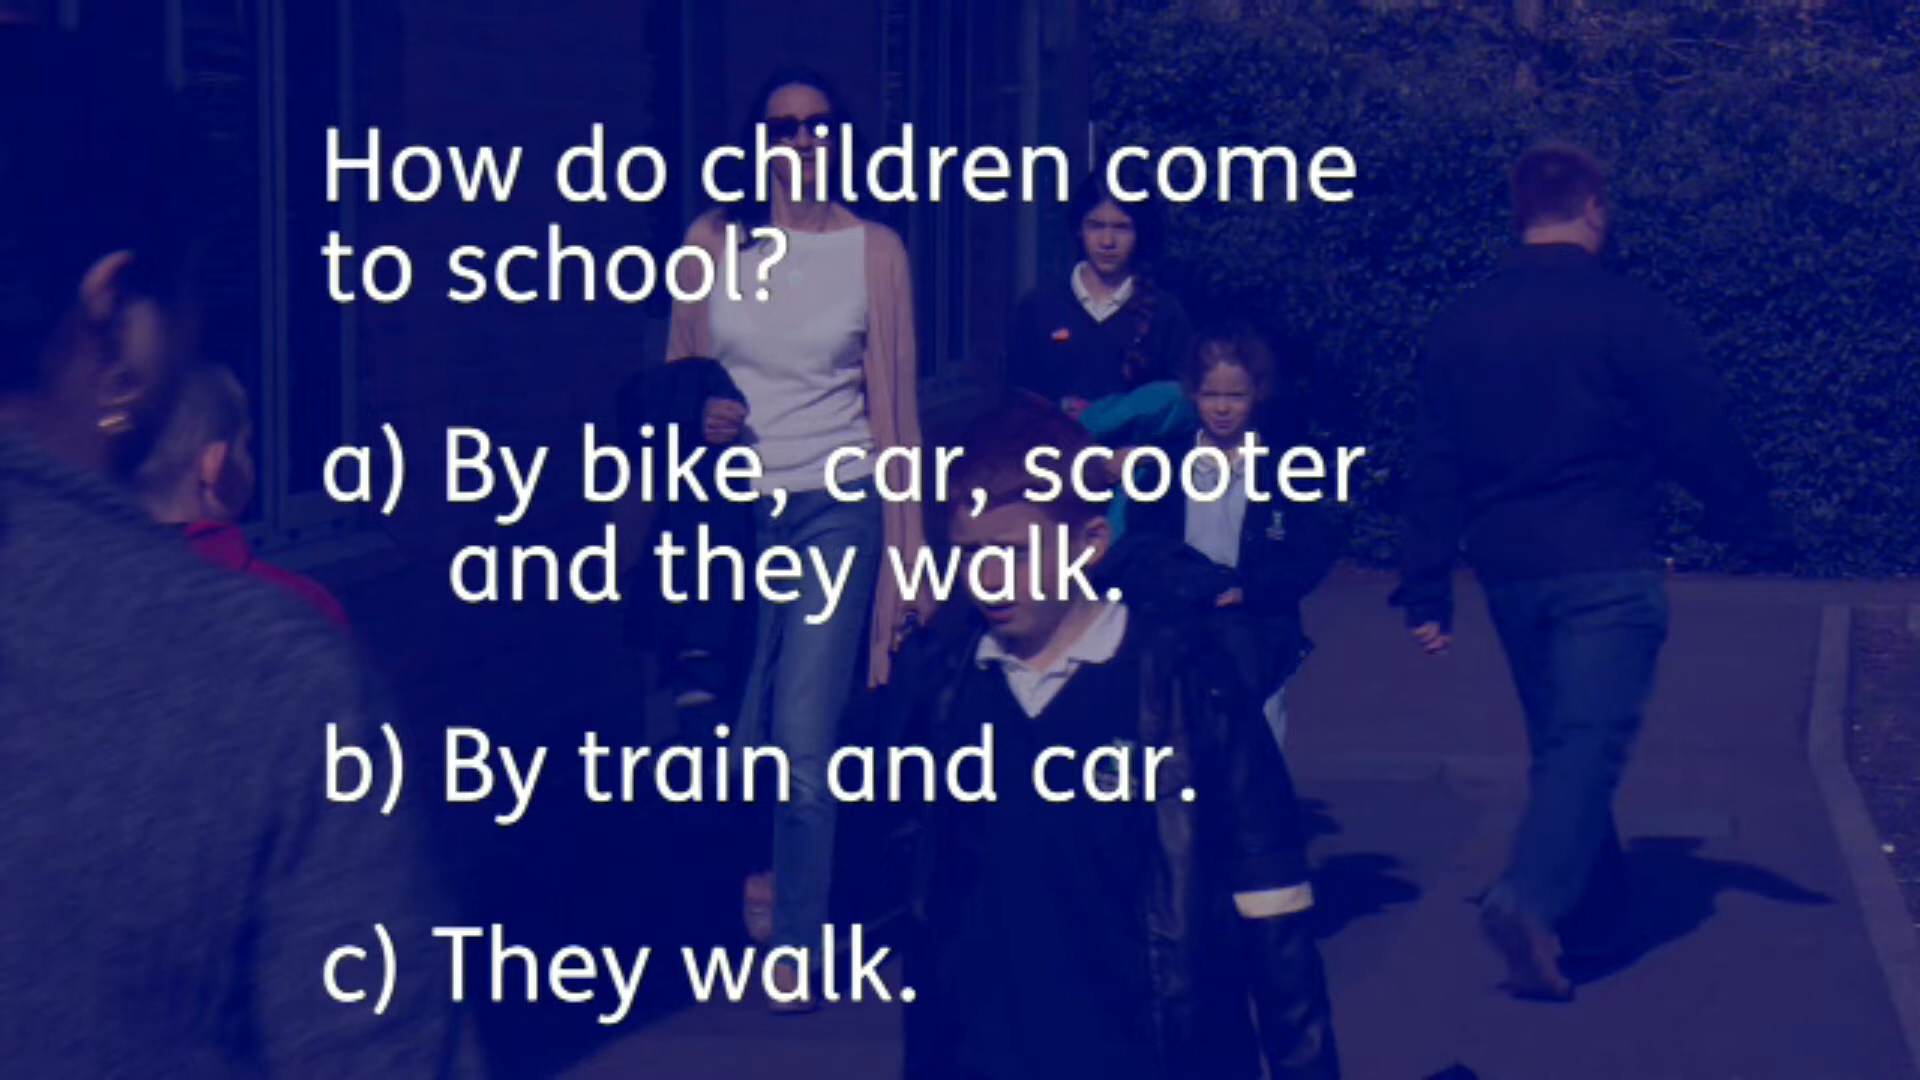 How do children come
to school?
a) By bike, car, scooter
and they walk.
b) By train and car.
c) They walk.